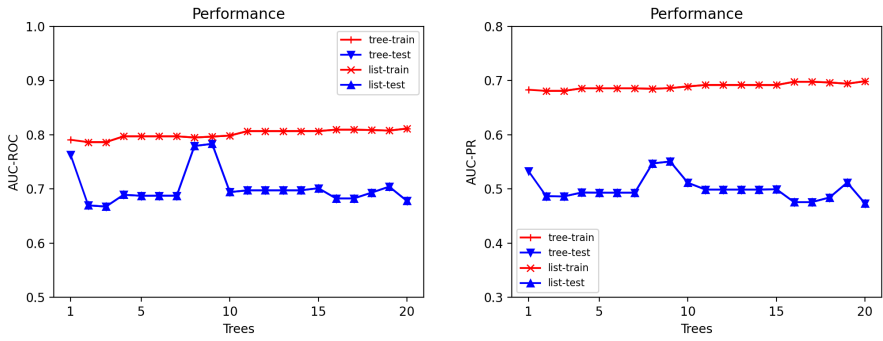 Performance
1.0
0.9
0.8
0.7
0.6
0.5
AUC-ROC
tree-train
tree-test
list-train
list-test
1
5
10
15
20
Trees
Performance
0.8
0.7
0.6
0.5
0.4
0.3
AUC-PR
tree-train
tree-test
list-train
list-test
1
5
10
15
20
Trees